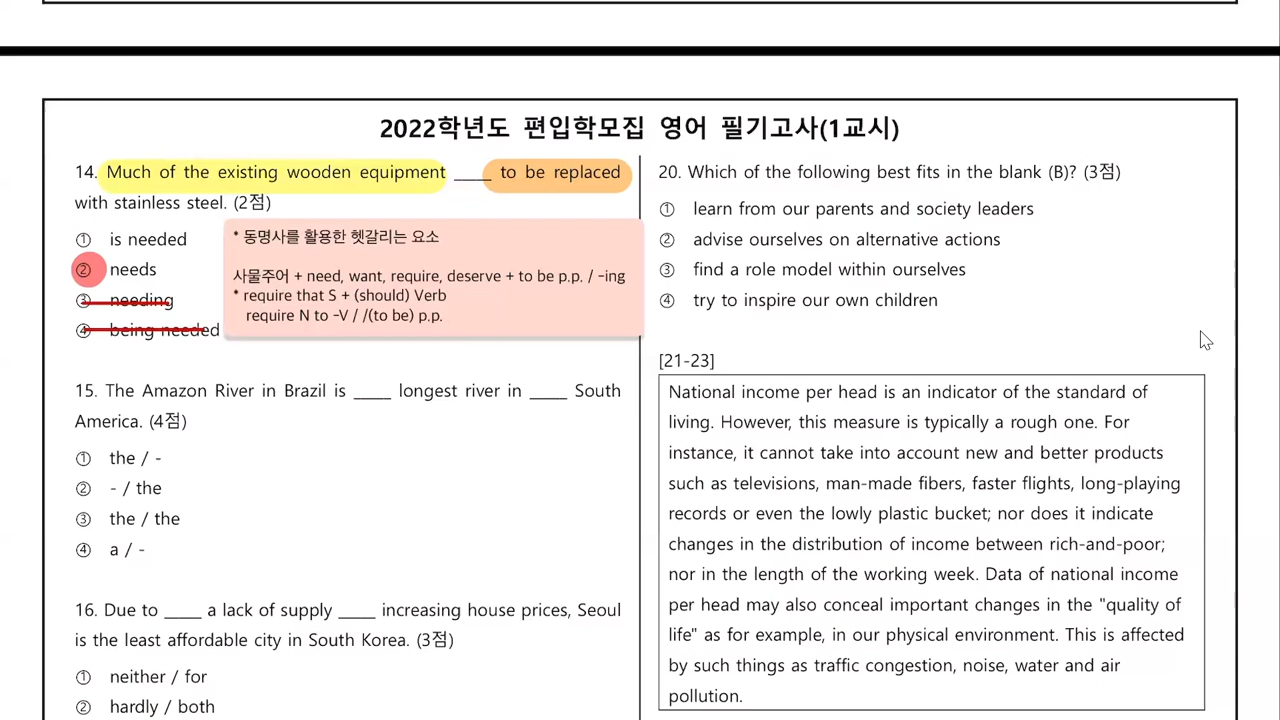 2022학년도 편입학모집 영어 필기고사(1교시)
14. Much of the existing wooden equipment ____ to be replaced
with stainless steel. (2점)
① is needed
② needs
③ needing
④ being needed
* 동명사를 활용한 헷갈리는 요소
사물주어 + need, want, require, deserve + to be p.p. / -ing
* require that S + (should) Verb
require N to -V / /(to be) p.p.
15. The Amazon River in Brazil is ____ longest river in ____ South
America. (4점)
① the / -
② - / the
③ the / the
④ a / -
16. Due to ____ a lack of supply ____ increasing house prices, Seoul
is the least affordable city in South Korea. (3점)
① neither / for
② hardly / both
20. Which of the following best fits in the blank (B)? (3점)
① learn from our parents and society leaders
② advise ourselves on alternative actions
③ find a role model within ourselves
④ try to inspire our own children
[21-23]
National income per head is an indicator of the standard of
living. However, this measure is typically a rough one. For
instance, it cannot take into account new and better products
such as televisions, man-made fibers, faster flights, long-playing
records or even the lowly plastic bucket; nor does it indicate
changes in the distribution of income between rich-and-poor;
nor in the length of the working week. Data of national income
per head may also conceal important changes in the "quality of
life" as for example, in our physical environment. This is affected
by such things as traffic congestion, noise, water and air
pollution.